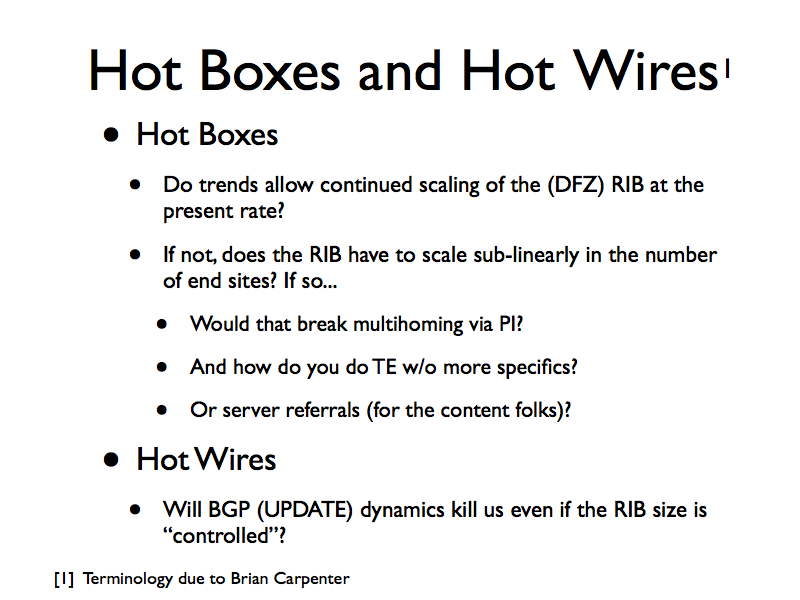 Hot Boxes and Hot Wires1
• Hot Boxes
• Do trends allow continued scaling of the (DFZ) RIB at the
present rate?
• If not, does the RIB have to scale sub-linearly in the number
of end sites? If so...
• Would that break multihoming via PI?
• And how do you do TE w/o more specifics?
• Or server referrals (for the content folks)?
• Hot Wires
• Will BGP (UPDATE) dynamics kill us even if the RIB size is
“controlled”?
[1] Terminology due to Brian Carpenter